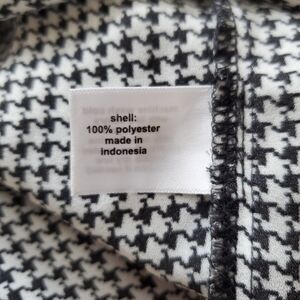 shell:
100% polyester
made in
indonesia